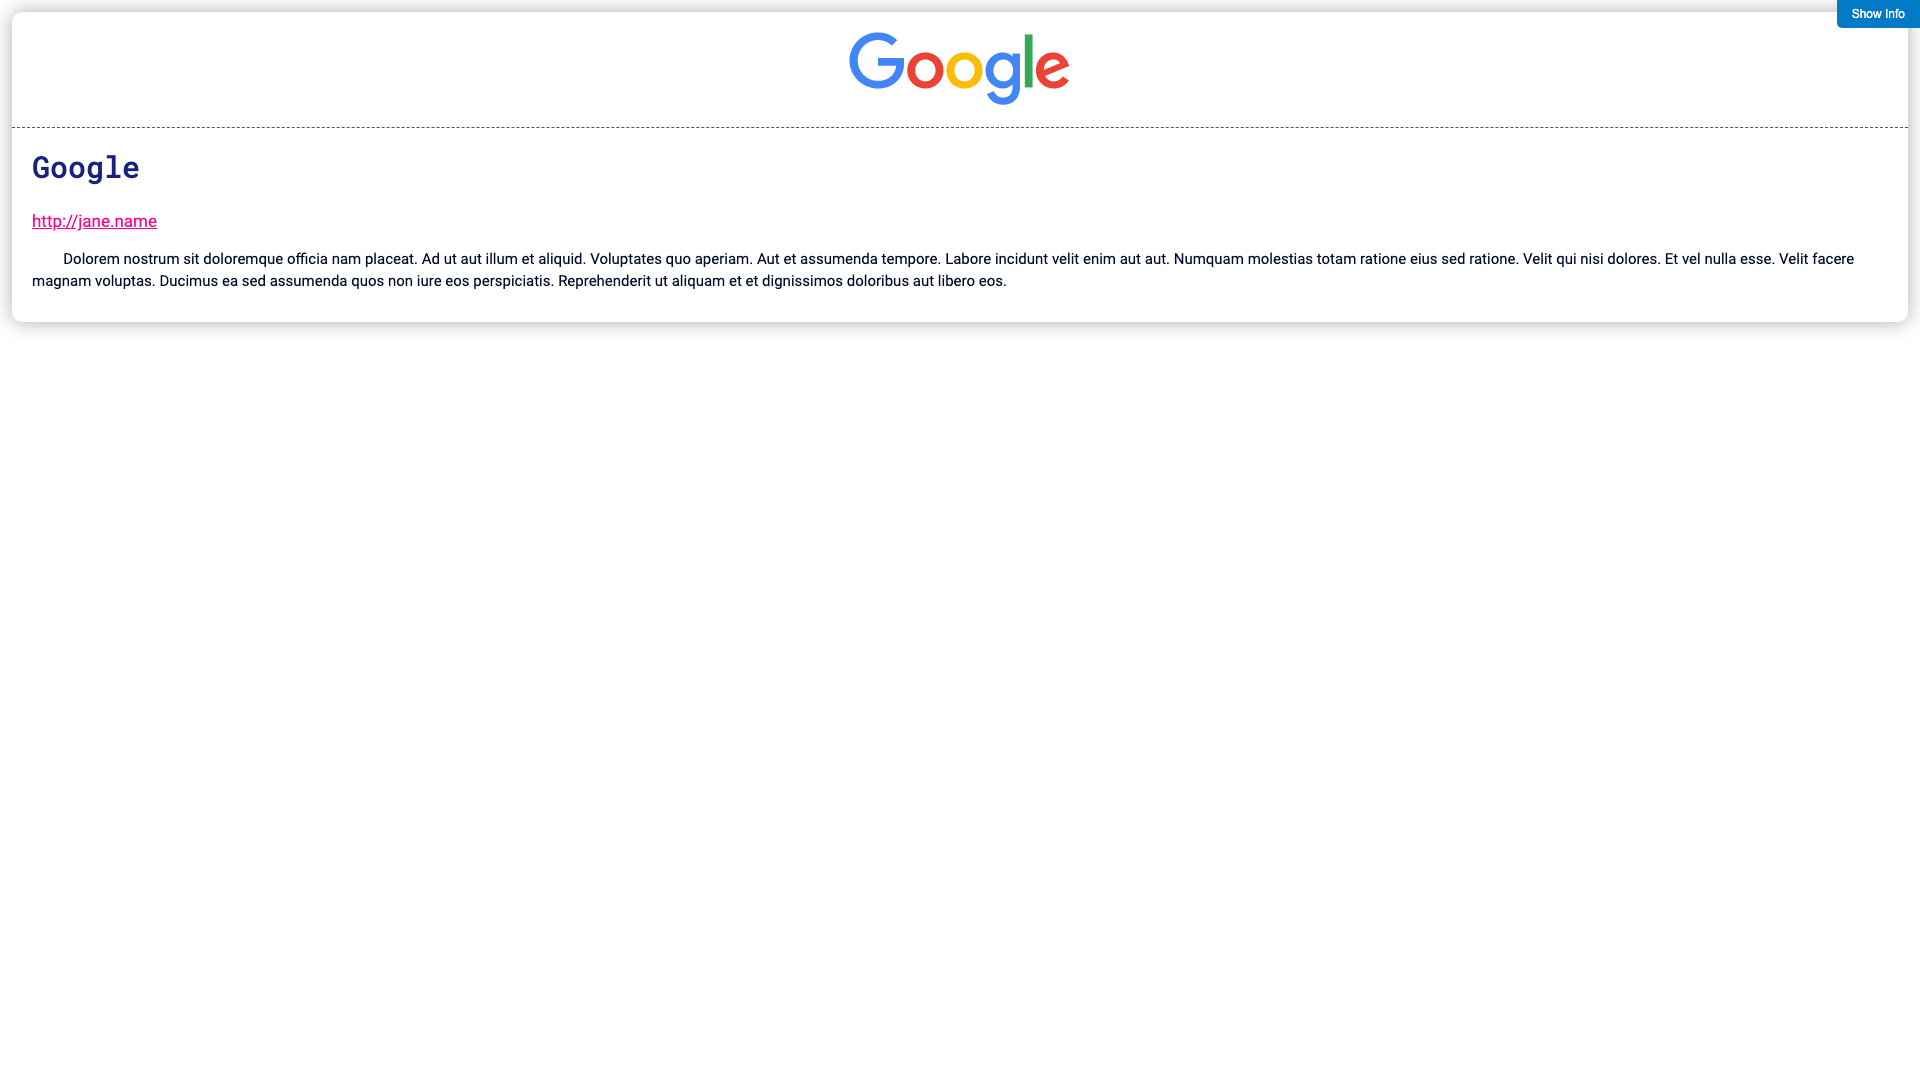 Show Info
Google
Google
http://jane.name
Dolorem nostrum sit doloremque officia nam placeat. Ad ut aut illum et aliquid. Voluptates quo aperiam. Aut et assumenda tempore. Labore incidunt velit enim aut aut. Numquam molestias totam ratione eius sed ratione. Velit qui nisi dolores. Et vel nulla esse. Velit facere
magnam voluptas. Ducimus ea sed assumenda quos non iure eos perspiciatis. Reprehenderit ut aliquam et et dignissimos doloribus aut libero eos.